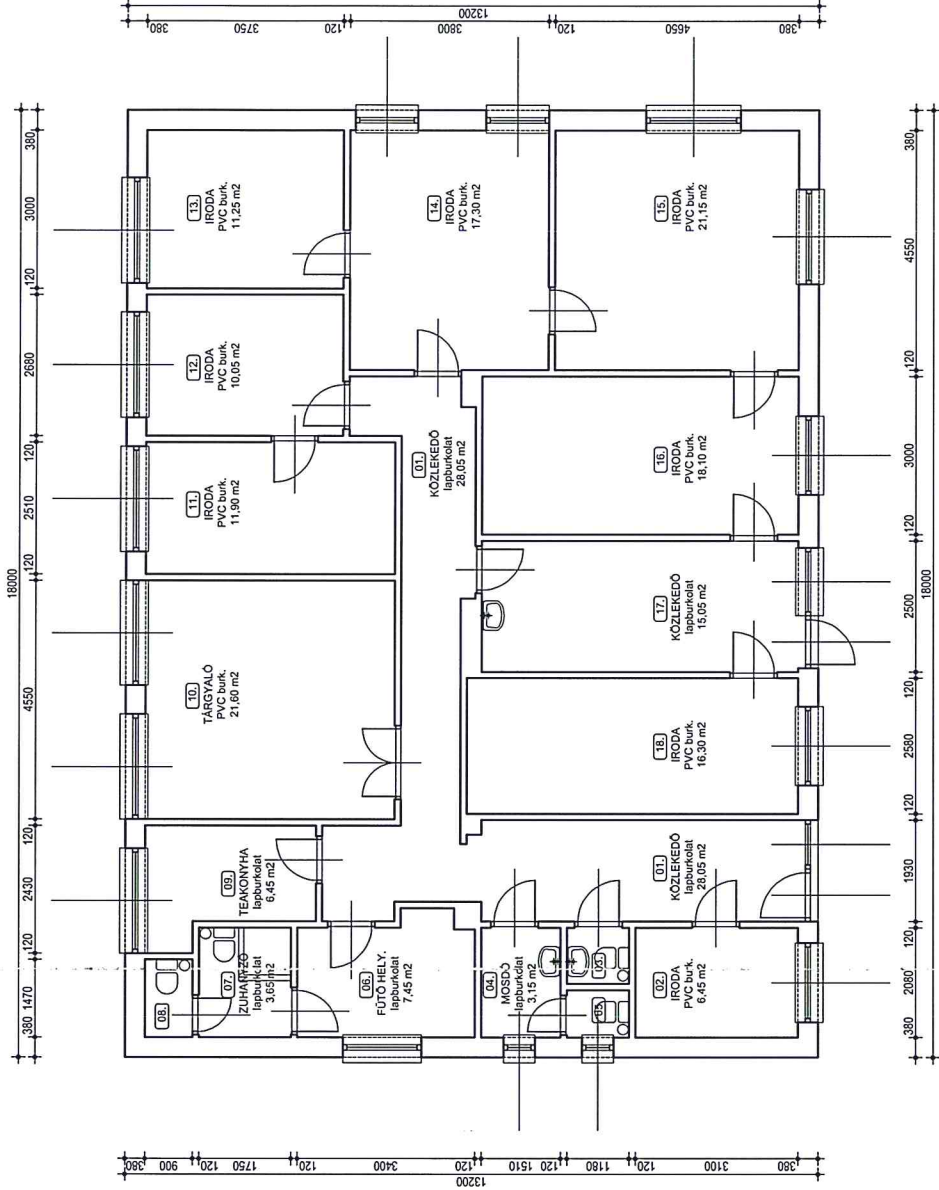 13200
380
3750
120
3800
120
4650
380
18000
380 1470
120
2430
120
4550
120
2510
120
2680
120
3000
380
13.
IRODA
PVC burk.
11,25 m2
12.
IRODA
PVC burk.
10,05 m2
11.
IRODA
PVC burk.
11,90 m2
10.
TÁRGYALÓ
PVC burk.
21,60 m2
09.
TEAKONYHA
lapburkolat
6,45 m2
08.
07.
ZUHANYZÓ
lapburkolat
3,65 m2
06.
FŰTŐ HELY.
lapburkolat
7,45 m2
04.
MOSDÓ
lapburkolat
3,15 m2
03.
05.
02.
IRODA
PVC burk.
6,45 m2
01.
KÖZLEKEDŐ
lapburkolat
28,05 m2
01.
KÖZLEKEDŐ
lapburkolat
28,05 m2
14.
IRODA
PVC burk.
17,30 m2
15.
IRODA
PVC burk.
21,15 m2
16.
IRODA
PVC burk.
18,10 m2
17.
KÖZLEKEDŐ
lapburkolat
15,05 m2
18.
IRODA
PVC burk.
16,30 m2
380
2080
120
1930
120
2580
120
2500
120
3000
120
4550
380
18000
380
900
120
1750
120
3400
120
1510
120
1180
120
3100
380
13200